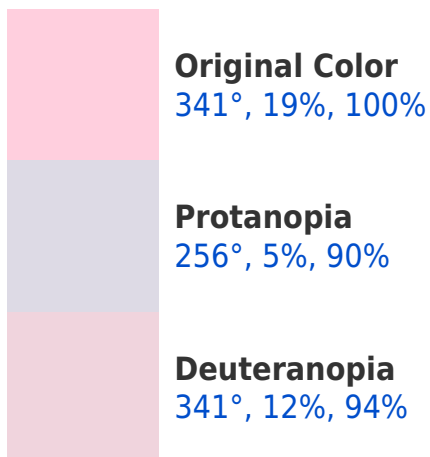 Original Color
341°, 19%, 100%
Protanopia
256°, 5%, 90%
Deuteranopia
341°, 12%, 94%